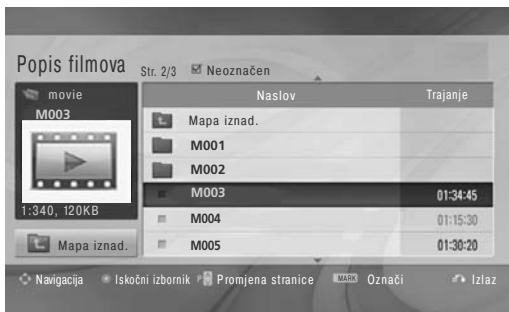 Popis filmova Str. 2/3 Neoznačen
movie
M003
1:340, 120KB
Mapa iznad.
Naslov Trajanje
Mapa iznad.
M001
M002
M003 01:34:45
M004 01:15:30
M005 01:30:20
Navigacija Iskočni izbornik P Promjena stranice MARK Označi Izlaz